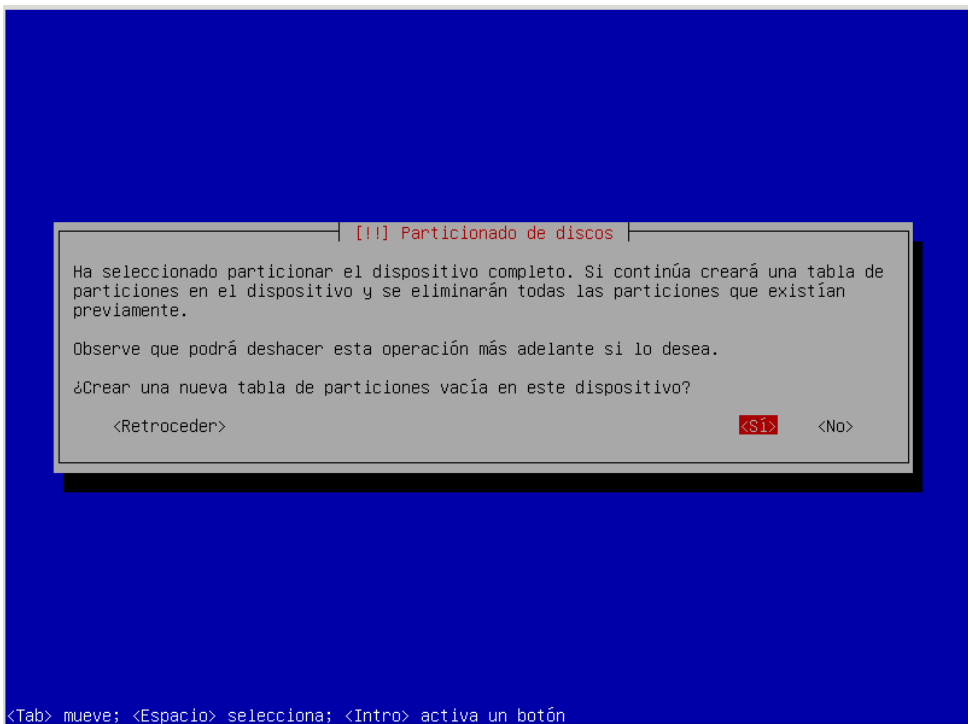 [!!] Particionado de discos
Ha seleccionado particionar el dispositivo completo. Si continúa creará una tabla de
particiones en el dispositivo y se eliminarán todas las particiones que existían
previamente.
Observe que podrá deshacer esta operación más adelante si lo desea.
¿Crear una nueva tabla de particiones vacía en este dispositivo?
<Retroceder> <Sí> <No>
<Tab> mueve; <Espacio> selecciona; <Intro> activa un botón